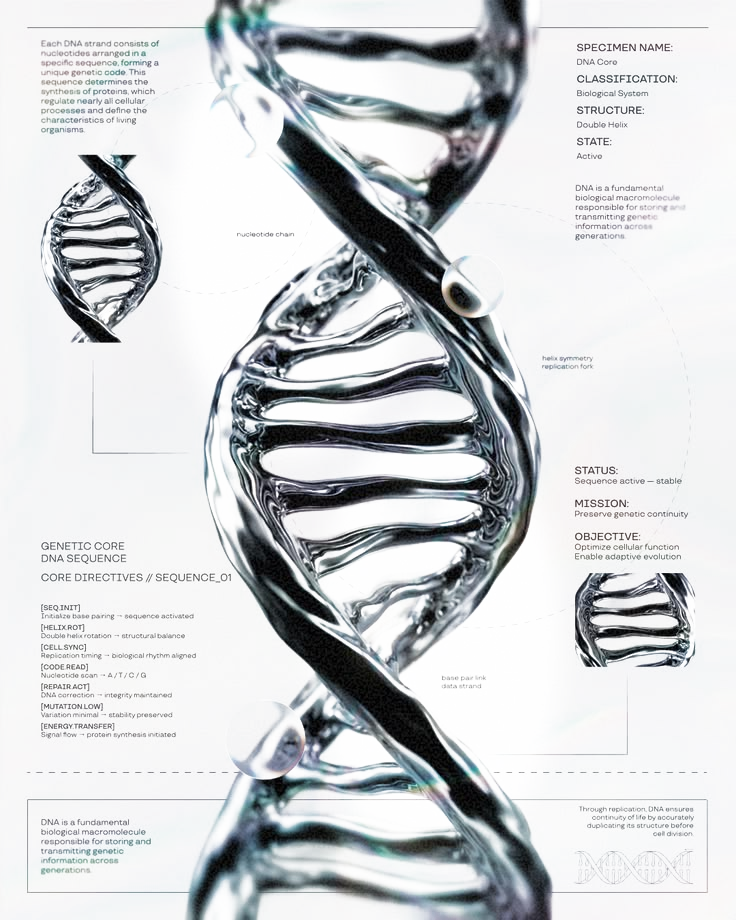 Each DNA strand consists of
nucleotides arranged in a
specific sequence, forming a
unique genetic code. This
sequence determines the
synthesis of proteins, which
regulate nearly all cellular
processes and define the
characteristics of living
organisms.
SPECIMEN NAME:
DNA Core
CLASSIFICATION:
Biological System
STRUCTURE:
Double Helix
STATE:
Active
DNA is a fundamental
biological macromolecule
responsible for storing and
transmitting genetic
information across
generations.
nucleotide chain
helix symmetry
replication fork
STATUS:
Sequence active — stable
MISSION:
Preserve genetic continuity
OBJECTIVE:
Optimize cellular function
Enable adaptive evolution
GENETIC CORE
DNA SEQUENCE
CORE DIRECTIVES // SEQUENCE_01
[SEQ.INIT]
Initialize base pairing → sequence activated
[HELIX.ROT]
Double helix rotation → structural balance
[CELL.SYNC]
Replication timing → biological rhythm aligned
[CODE.READ]
Nucleotide scan → A / T / C / G
[REPAIR.ACT]
DNA correction → integrity maintained
[MUTATION.LOW]
Variation minimal → stability preserved
[ENERGY.TRANSFER]
Signal flow → protein synthesis initiated
base pair link
data strand
DNA is a fundamental
biological macromolecule
responsible for storing and
transmitting genetic
information across
generations.
Through replication, DNA ensures
continuity of life by accurately
duplicating its structure before
cell division.